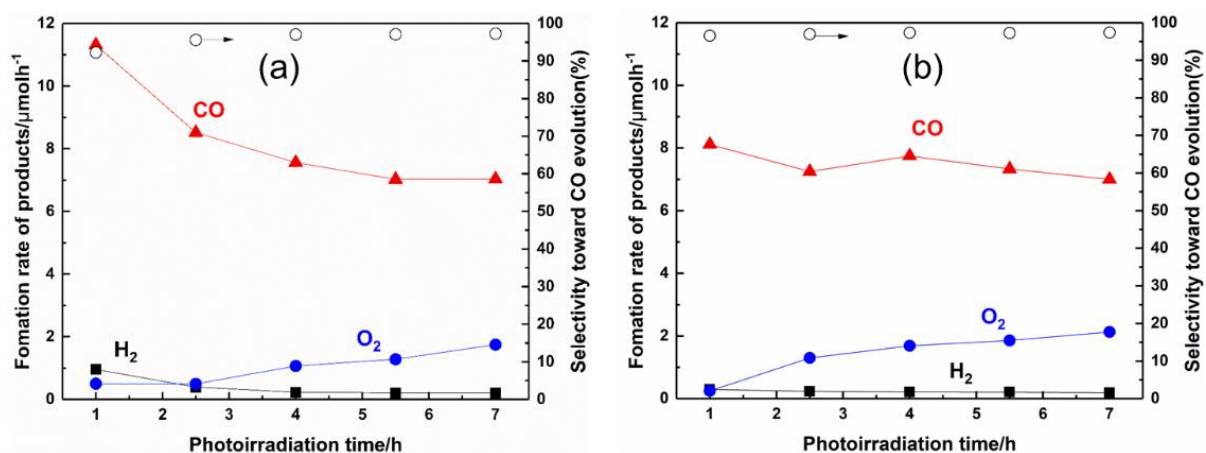 Fomation rate of products/μmolh-1
12
10
8
6
4
2
0
(a)
CO
O2
H2
100
90
80
70
60
50
40
30
20
10
0
Selectivity toward CO evolution(%)
1 2 3 4 5 6 7
Photoirradiation time/h
Fomation rate of products/μmolh-1
12
10
8
6
4
2
0
(b)
CO
O2
H2
100
90
80
70
60
50
40
30
20
10
0
Selectivity toward CO evolution(%)
1 2 3 4 5 6 7
Photoirradiation time/h